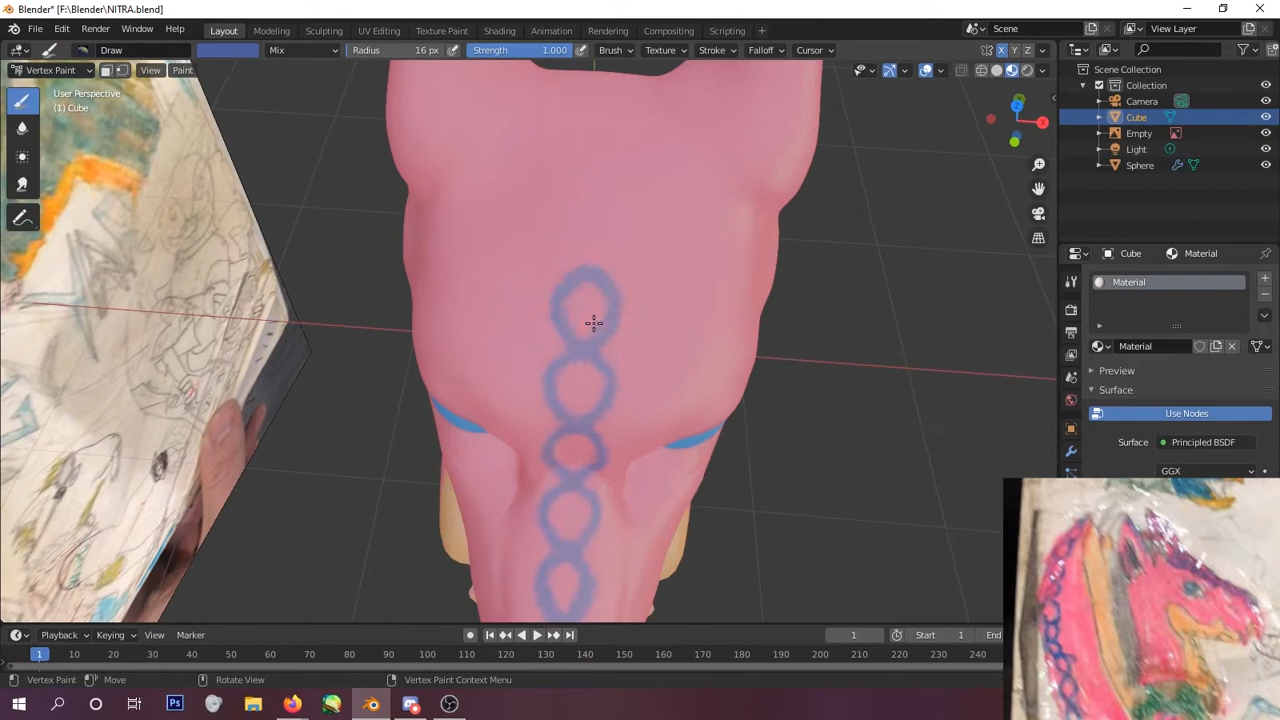 Blender* [F:\Blender\NITRA.blend]
File Edit Render Window Help Layout Modeling Sculpting UV Editing Texture Paint Shading Animation Rendering Compositing Scripting Scene View Layer
Draw Mix Radius 16 px Strength 1.000 Brush Texture Stroke Falloff Cursor X Y Z
Vertex Paint View Paint
User Perspective
(1) Cube
Scene Collection
Collection
Camera
Cube
Empty
Light
Sphere
Cube Material
Material
Material
Preview
Surface
Use Nodes
Surface Principled BSDF
GGX
Playback Keying View Marker 1 Start 1 End
1 10 20 30 40 50 60 70 80 90 100 110 120 130 140 150 160 170 180 190 200 210 220 230 240
Vertex Paint Move Rotate View Vertex Paint Context Menu
Ps